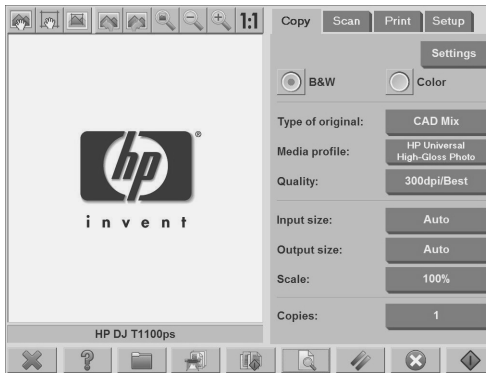 1:1
Copy
Scan
Print
Setup
Settings
B&W
Color
Type of original:
CAD Mix
Media profile:
HP Universal
High-Gloss Photo
Quality:
300dpi/Best
Input size:
Auto
Output size:
Auto
Scale:
100%
Copies:
1
hp
®
invent
HP DJ T1100ps
?